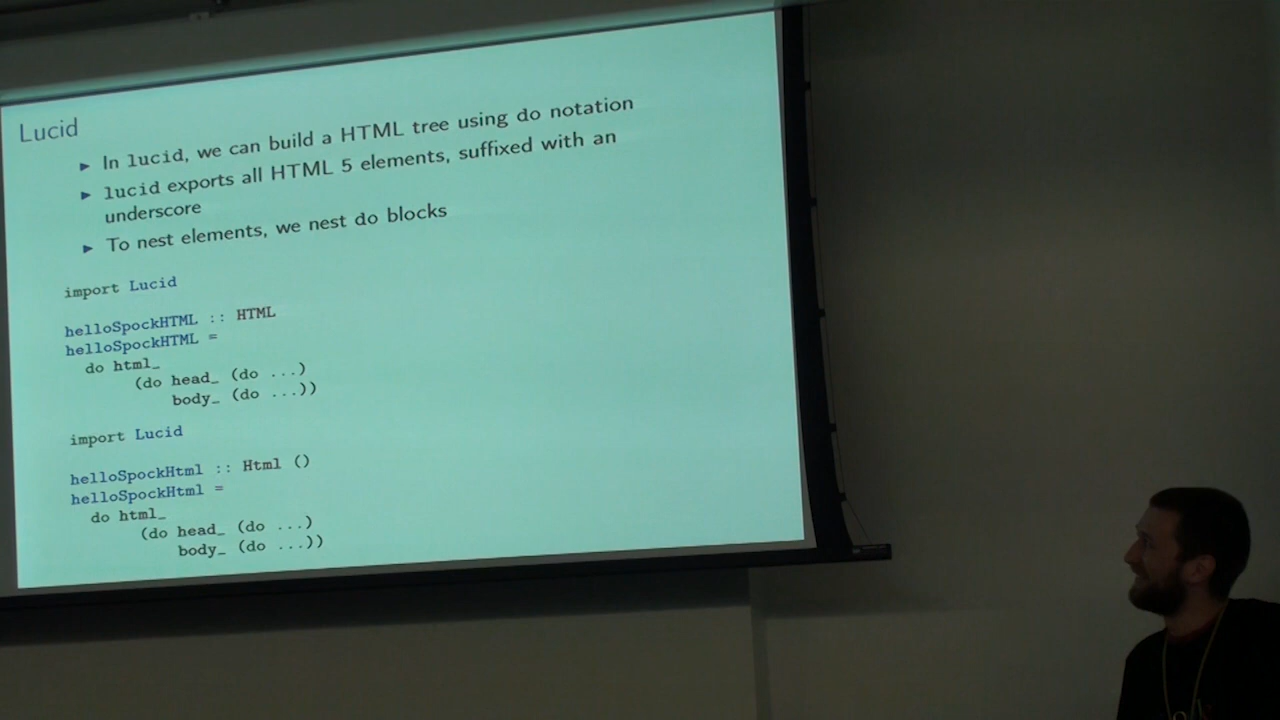 Lucid
▶ In lucid, we can build a HTML tree using do notation
▶ lucid exports all HTML 5 elements, suffixed with an
underscore
▶ To nest elements, we nest do blocks
import Lucid
helloSpockHTML :: HTML
helloSpockHTML =
do html_
(do head_ (do ...)
body_ (do ...))
import Lucid
helloSpockHtml :: Html ()
helloSpockHtml =
do html_
(do head_ (do ...)
body_ (do ...))